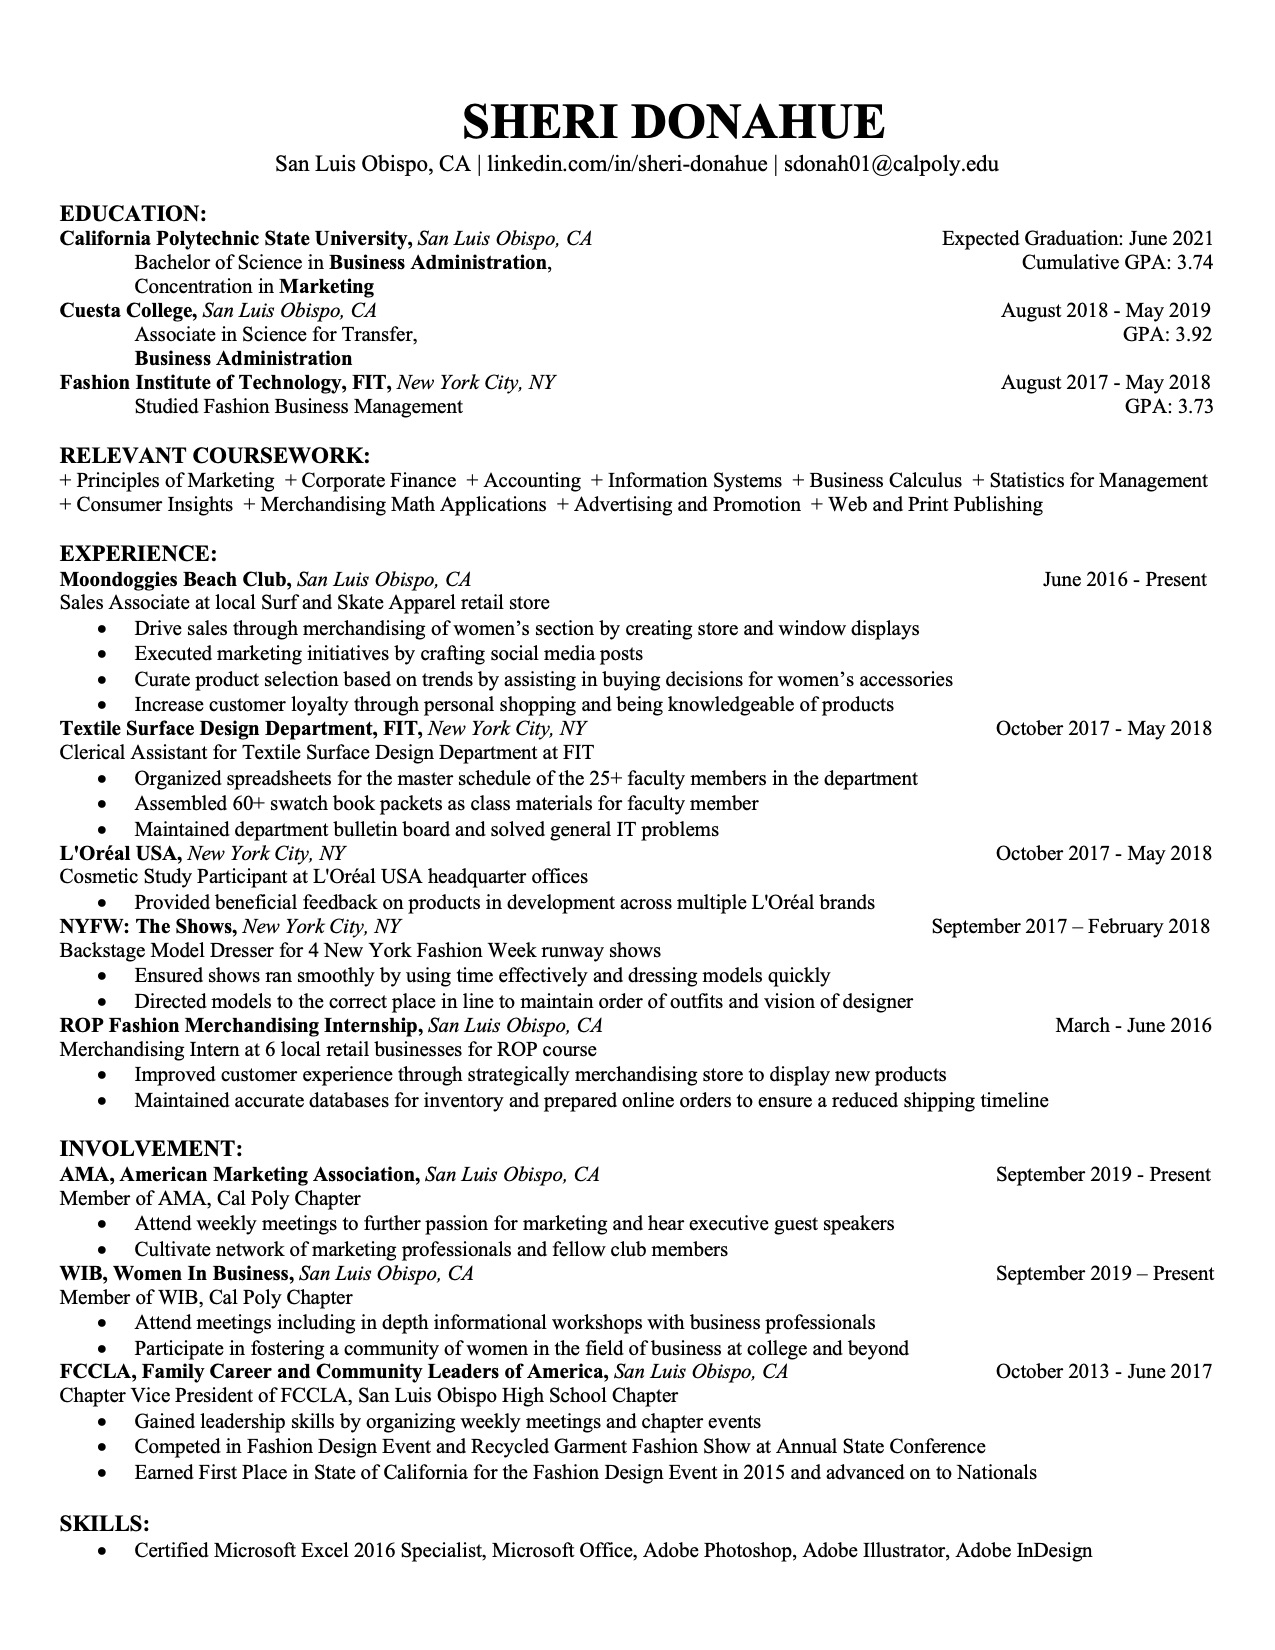 SHERI DONAHUE
San Luis Obispo, CA | linkedin.com/in/sheri-donahue | sdonah01@calpoly.edu
EDUCATION:
California Polytechnic State University, San Luis Obispo, CA Expected Graduation: June 2021
Bachelor of Science in Business Administration, Cumulative GPA: 3.74
Concentration in Marketing
Cuesta College, San Luis Obispo, CA August 2018 - May 2019
Associate in Science for Transfer, GPA: 3.92
Business Administration
Fashion Institute of Technology, FIT, New York City, NY August 2017 - May 2018
Studied Fashion Business Management GPA: 3.73
RELEVANT COURSEWORK:
+ Principles of Marketing + Corporate Finance + Accounting + Information Systems + Business Calculus + Statistics for Management
+ Consumer Insights + Merchandising Math Applications + Advertising and Promotion + Web and Print Publishing
EXPERIENCE:
Moondoggies Beach Club, San Luis Obispo, CA June 2016 - Present
Sales Associate at local Surf and Skate Apparel retail store
• Drive sales through merchandising of women’s section by creating store and window displays
• Executed marketing initiatives by crafting social media posts
• Curate product selection based on trends by assisting in buying decisions for women’s accessories
• Increase customer loyalty through personal shopping and being knowledgeable of products
Textile Surface Design Department, FIT, New York City, NY October 2017 - May 2018
Clerical Assistant for Textile Surface Design Department at FIT
• Organized spreadsheets for the master schedule of the 25+ faculty members in the department
• Assembled 60+ swatch book packets as class materials for faculty member
• Maintained department bulletin board and solved general IT problems
L'Oréal USA, New York City, NY October 2017 - May 2018
Cosmetic Study Participant at L'Oréal USA headquarter offices
• Provided beneficial feedback on products in development across multiple L'Oréal brands
NYFW: The Shows, New York City, NY September 2017 – February 2018
Backstage Model Dresser for 4 New York Fashion Week runway shows
• Ensured shows ran smoothly by using time effectively and dressing models quickly
• Directed models to the correct place in line to maintain order of outfits and vision of designer
ROP Fashion Merchandising Internship, San Luis Obispo, CA March - June 2016
Merchandising Intern at 6 local retail businesses for ROP course
• Improved customer experience through strategically merchandising store to display new products
• Maintained accurate databases for inventory and prepared online orders to ensure a reduced shipping timeline
INVOLVEMENT:
AMA, American Marketing Association, San Luis Obispo, CA September 2019 - Present
Member of AMA, Cal Poly Chapter
• Attend weekly meetings to further passion for marketing and hear executive guest speakers
• Cultivate network of marketing professionals and fellow club members
WIB, Women In Business, San Luis Obispo, CA September 2019 – Present
Member of WIB, Cal Poly Chapter
• Attend meetings including in depth informational workshops with business professionals
• Participate in fostering a community of women in the field of business at college and beyond
FCCLA, Family Career and Community Leaders of America, San Luis Obispo, CA October 2013 - June 2017
Chapter Vice President of FCCLA, San Luis Obispo High School Chapter
• Gained leadership skills by organizing weekly meetings and chapter events
• Competed in Fashion Design Event and Recycled Garment Fashion Show at Annual State Conference
• Earned First Place in State of California for the Fashion Design Event in 2015 and advanced on to Nationals
SKILLS:
• Certified Microsoft Excel 2016 Specialist, Microsoft Office, Adobe Photoshop, Adobe Illustrator, Adobe InDesign